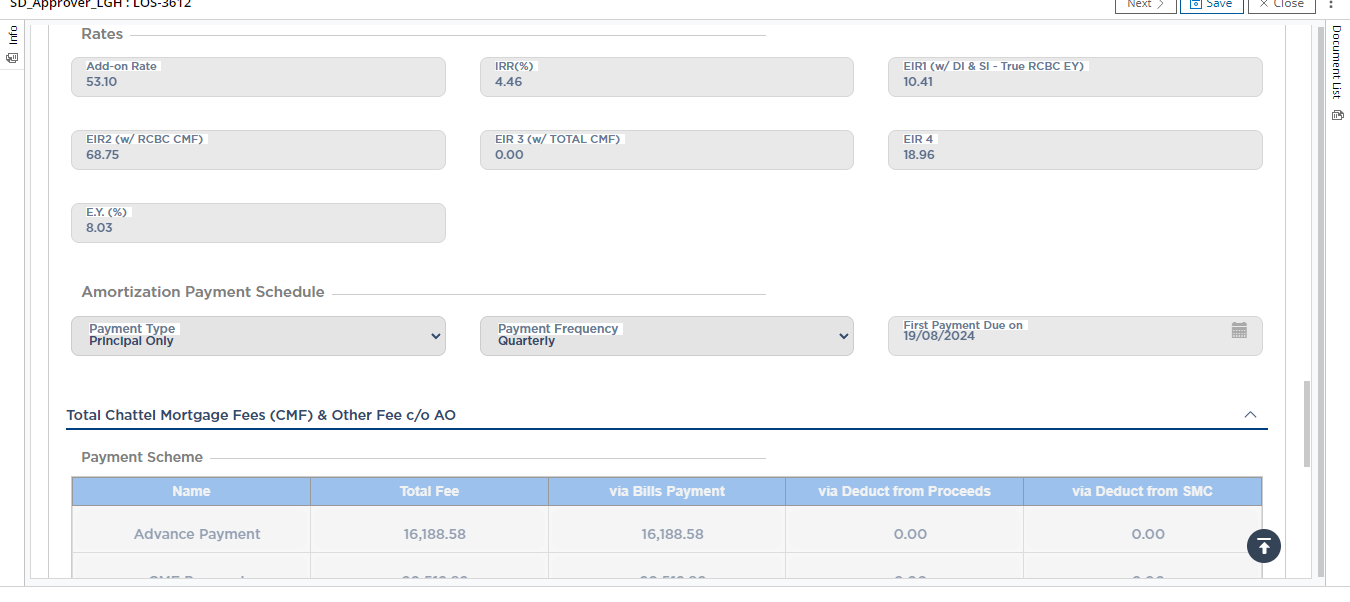 SD_Approver_LGH : LOS-3612
Next
Save
Close
Info
Document List
Rates
Add-on Rate
53.10
IRR(%)
4.46
EIR1 (w/ DI & SI - True RCBC EY)
10.41
EIR2 (w/ RCBC CMF)
68.75
EIR 3 (w/ TOTAL CMF)
0.00
EIR 4
18.96
E.Y. (%)
8.03
Amortization Payment Schedule
Payment Type
Principal Only
Payment Frequency
Quarterly
First Payment Due on
19/08/2024
Total Chattel Mortgage Fees (CMF) & Other Fee c/o AO
Payment Scheme
Name Total Fee via Bills Payment via Deduct from Proceeds via Deduct from SMC
Advance Payment 16,188.58 16,188.58 0.00 0.00